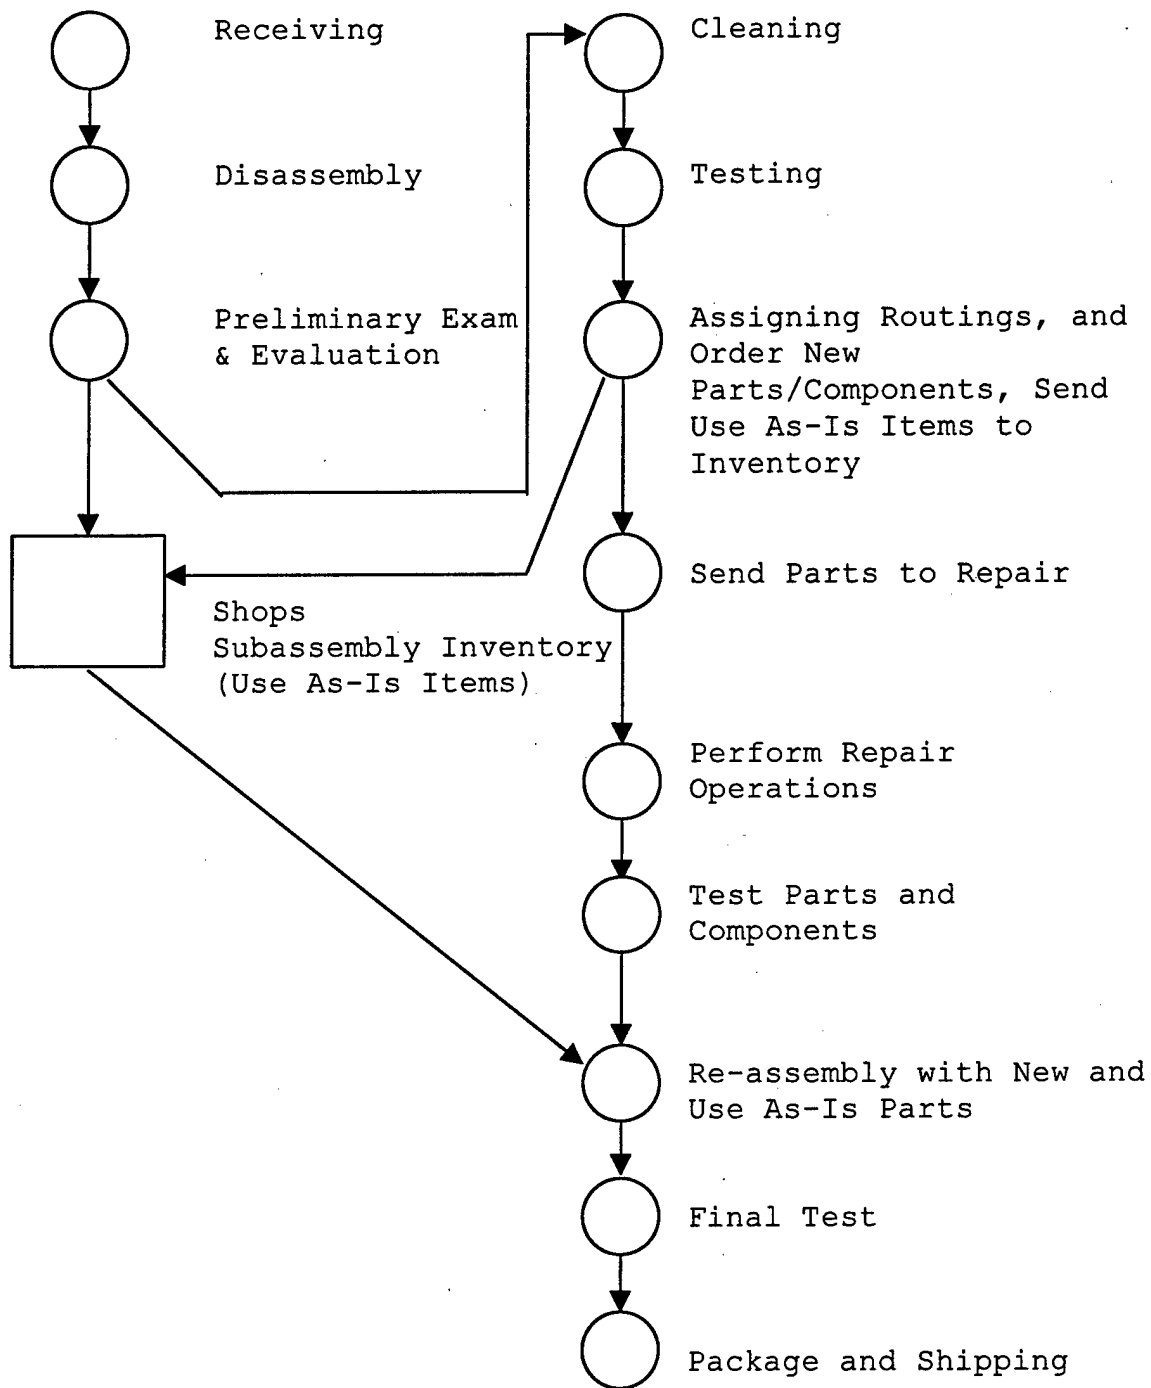 Receiving
Disassembly
Preliminary Exam
& Evaluation
Shops
Subassembly Inventory
(Use As-Is Items)
Cleaning
Testing
Assigning Routings, and
Order New
Parts/Components, Send
Use As-Is Items to
Inventory
Send Parts to Repair
Perform Repair
Operations
Test Parts and
Components
Re-assembly with New and
Use As-Is Parts
Final Test
Package and Shipping